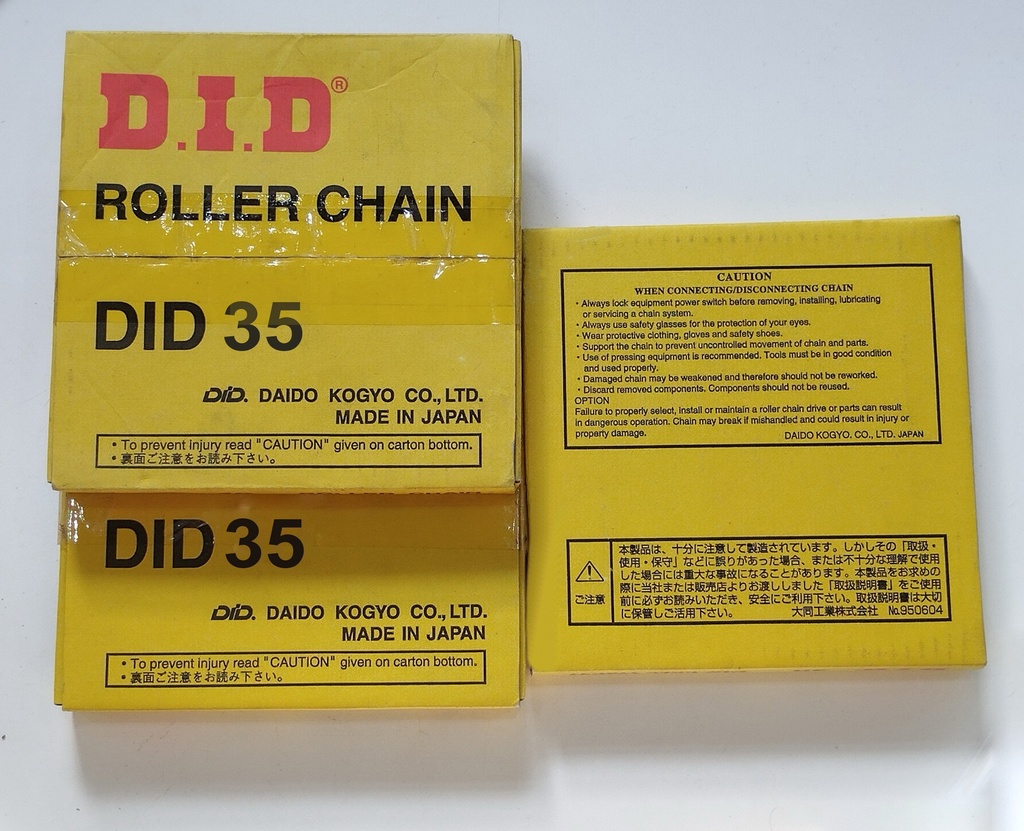 D.I.D®
ROLLER CHAIN
DID 35
DID. DAIDO KOGYO CO., LTD.
MADE IN JAPAN
• To prevent injury read "CAUTION" given on carton bottom.
• 裏面ご注意をお読み下さい。
DID 35
DID. DAIDO KOGYO CO., LTD.
MADE IN JAPAN
• To prevent injury read "CAUTION" given on carton bottom.
• 裏面ご注意をお読み下さい。
CAUTION
WHEN CONNECTING/DISCONNECTING CHAIN
• Always lock equipment power switch before removing, installing, lubricating
or servicing a chain system.
• Always use safety glasses for the protection of your eyes.
• Wear protective clothing, gloves and safety shoes.
• Support the chain to prevent uncontrolled movement of chain and parts.
• Use of pressing equipment is recommended. Tools must be in good condition
and used properly.
• Damaged chain may be weakened and therefore should not be reworked.
• Discard removed components. Components should not be reused.
OPTION
Failure to properly select, install or maintain a roller chain drive or parts can result
in dangerous operation. Chain may break if mishandled and could result in injury or
property damage. DAIDO KOGYO. CO., LTD. JAPAN
ご注意
本製品は、十分に注意して製造されています。しかしその「取扱・
使用・保守」などに誤りがあった場合、または不十分な理解で使用
した場合には重大な事故になることがあります。本製品をお求めの
際に当社または販売店よりお渡ししました「取扱説明書」をご使用
前に必ずお読みいただき、安全にご利用下さい。取扱説明書は大切
に保管しご活用下さい。 大同工業株式会社 №950604